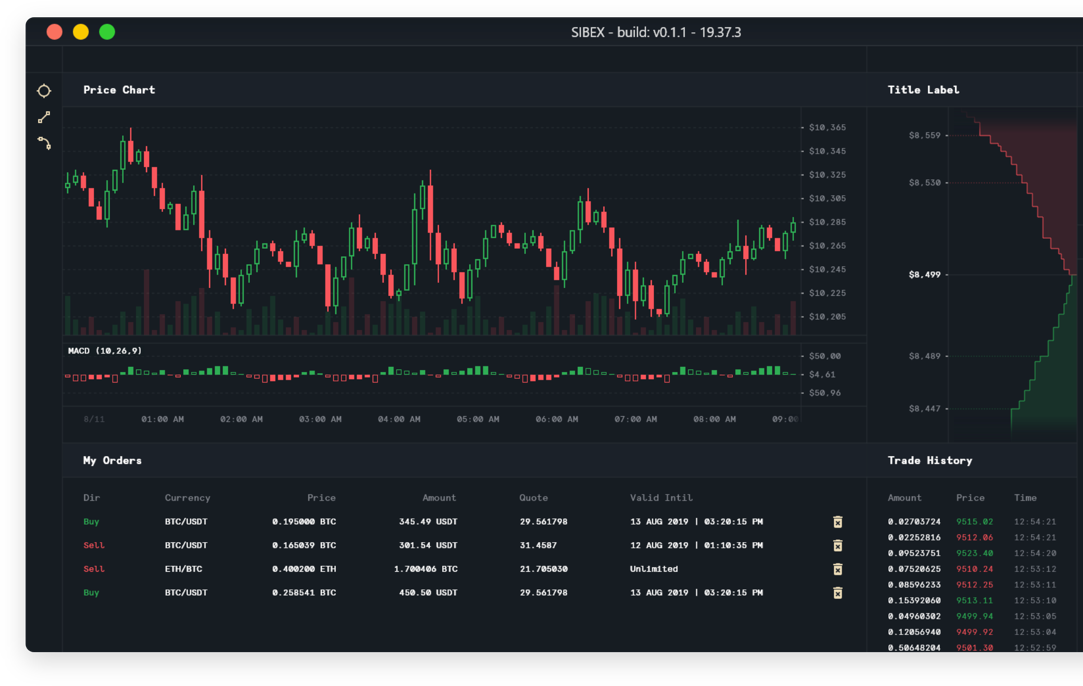 SIBEX - build: v0.1.1 - 19.37.3
Price Chart
Title Label
$10,365
$10,345
$10,325
$10,305
$10,285
$10,265
$10,245
$10,225
$10,205
$8,559
$8,530
$8,499
$8,489
$8,447
MACD (10,26,9)
$50,00
$4,61
$50,96
8/11 01:00 AM 02:00 AM 03:00 AM 04:00 AM 05:00 AM 06:00 AM 07:00 AM 08:00 AM 09:00
My Orders
Dir Currency Price Amount Quote Valid Intil
Buy BTC/USDT 0.195000 BTC 345.49 USDT 29.561798 13 AUG 2019 | 03:20:15 PM
Sell BTC/USDT 0.165039 BTC 301.54 USDT 31.4587 12 AUG 2019 | 01:10:35 PM
Sell ETH/BTC 0.400200 ETH 1.700406 BTC 21.705030 Unlimited
Buy BTC/USDT 0.258541 BTC 450.50 USDT 29.561798 13 AUG 2019 | 03:20:15 PM
Trade History
Amount Price Time
0.02703724 9515.02 12:54:21
0.02252816 9512.06 12:54:21
0.09523751 9523.40 12:54:20
0.07520625 9510.24 12:53:12
0.08596233 9512.25 12:53:11
0.15392060 9513.11 12:53:10
0.04960302 9499.94 12:53:05
0.12056940 9499.92 12:53:04
0.50648204 9501.30 12:52:59